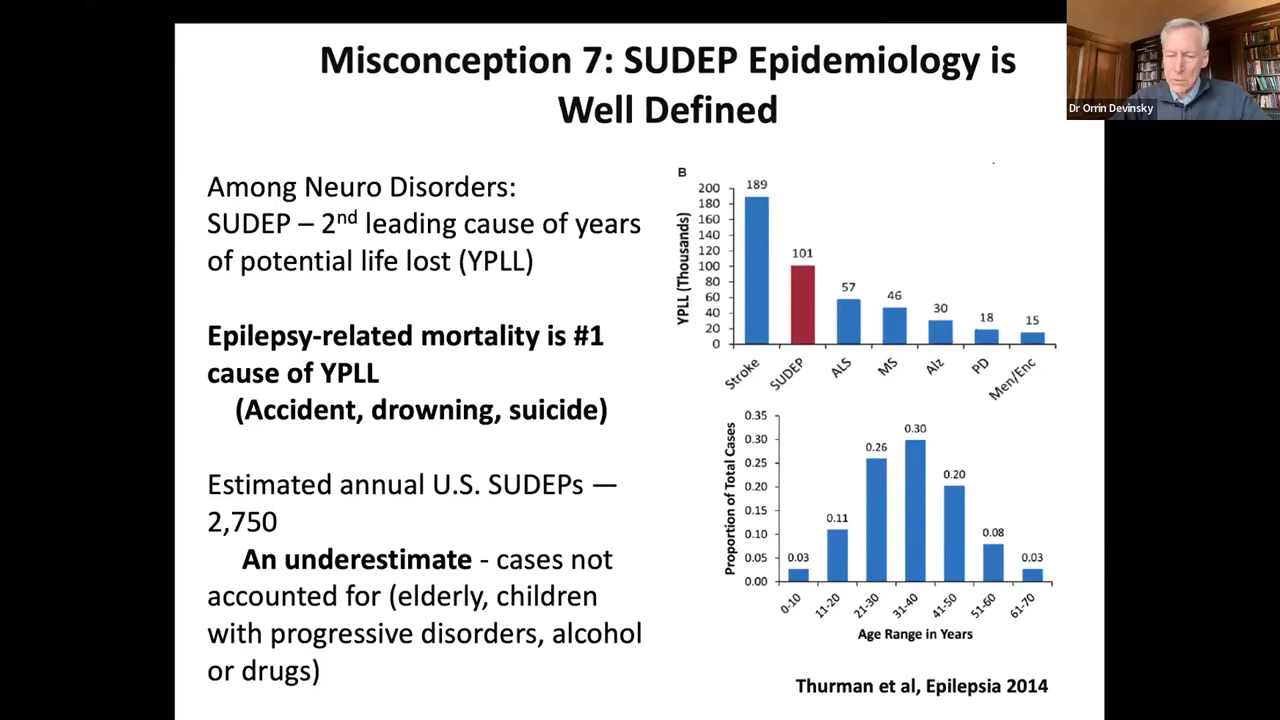 Misconception 7: SUDEP Epidemiology is
Well Defined
Dr Orrin Devinsky
Among Neuro Disorders:
SUDEP – 2nd leading cause of years
of potential life lost (YPLL)
Epilepsy-related mortality is #1
cause of YPLL
(Accident, drowning, suicide)
Estimated annual U.S. SUDEPs —
2,750
An underestimate - cases not
accounted for (elderly, children
with progressive disorders, alcohol
or drugs)
B
YPLL (Thousands)
200
180
160
140
120
100
80
60
40
20
0
189
101
57
46
30
18
15
Stroke
SUDEP
ALS
MS
Alz
PD
Men/Enc
Proportion of Total Cases
0.35
0.30
0.25
0.20
0.15
0.10
0.05
0.00
0.03
0.11
0.26
0.30
0.20
0.08
0.03
0-10
11-20
21-30
31-40
41-50
51-60
61-70
Age Range in Years
Thurman et al, Epilepsia 2014